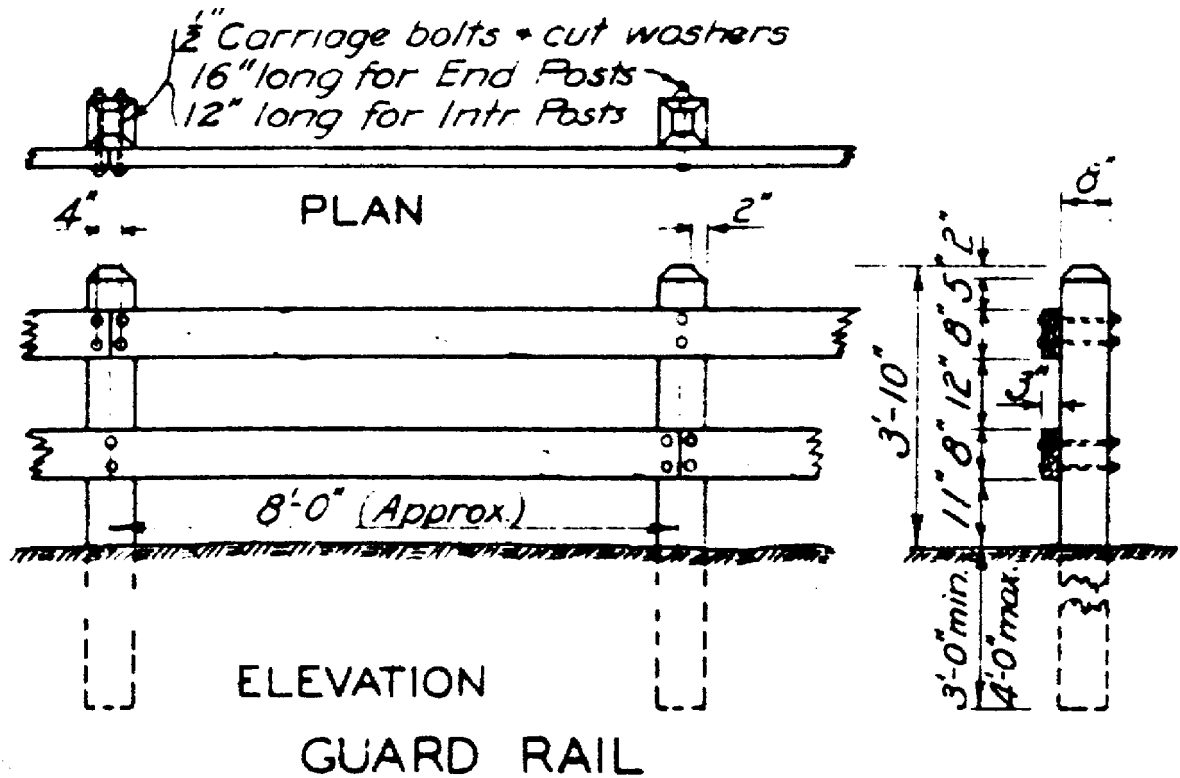 ½" Carriage bolts & cut washers
16" long for End Posts
12" long for Intr Posts
PLAN
4"
2"
8"
2"
5"
8"
12"
8"
11"
3'-10"
8'-0" (Approx.)
3'-0" min.
4'-0" max.
ELEVATION
GUARD RAIL